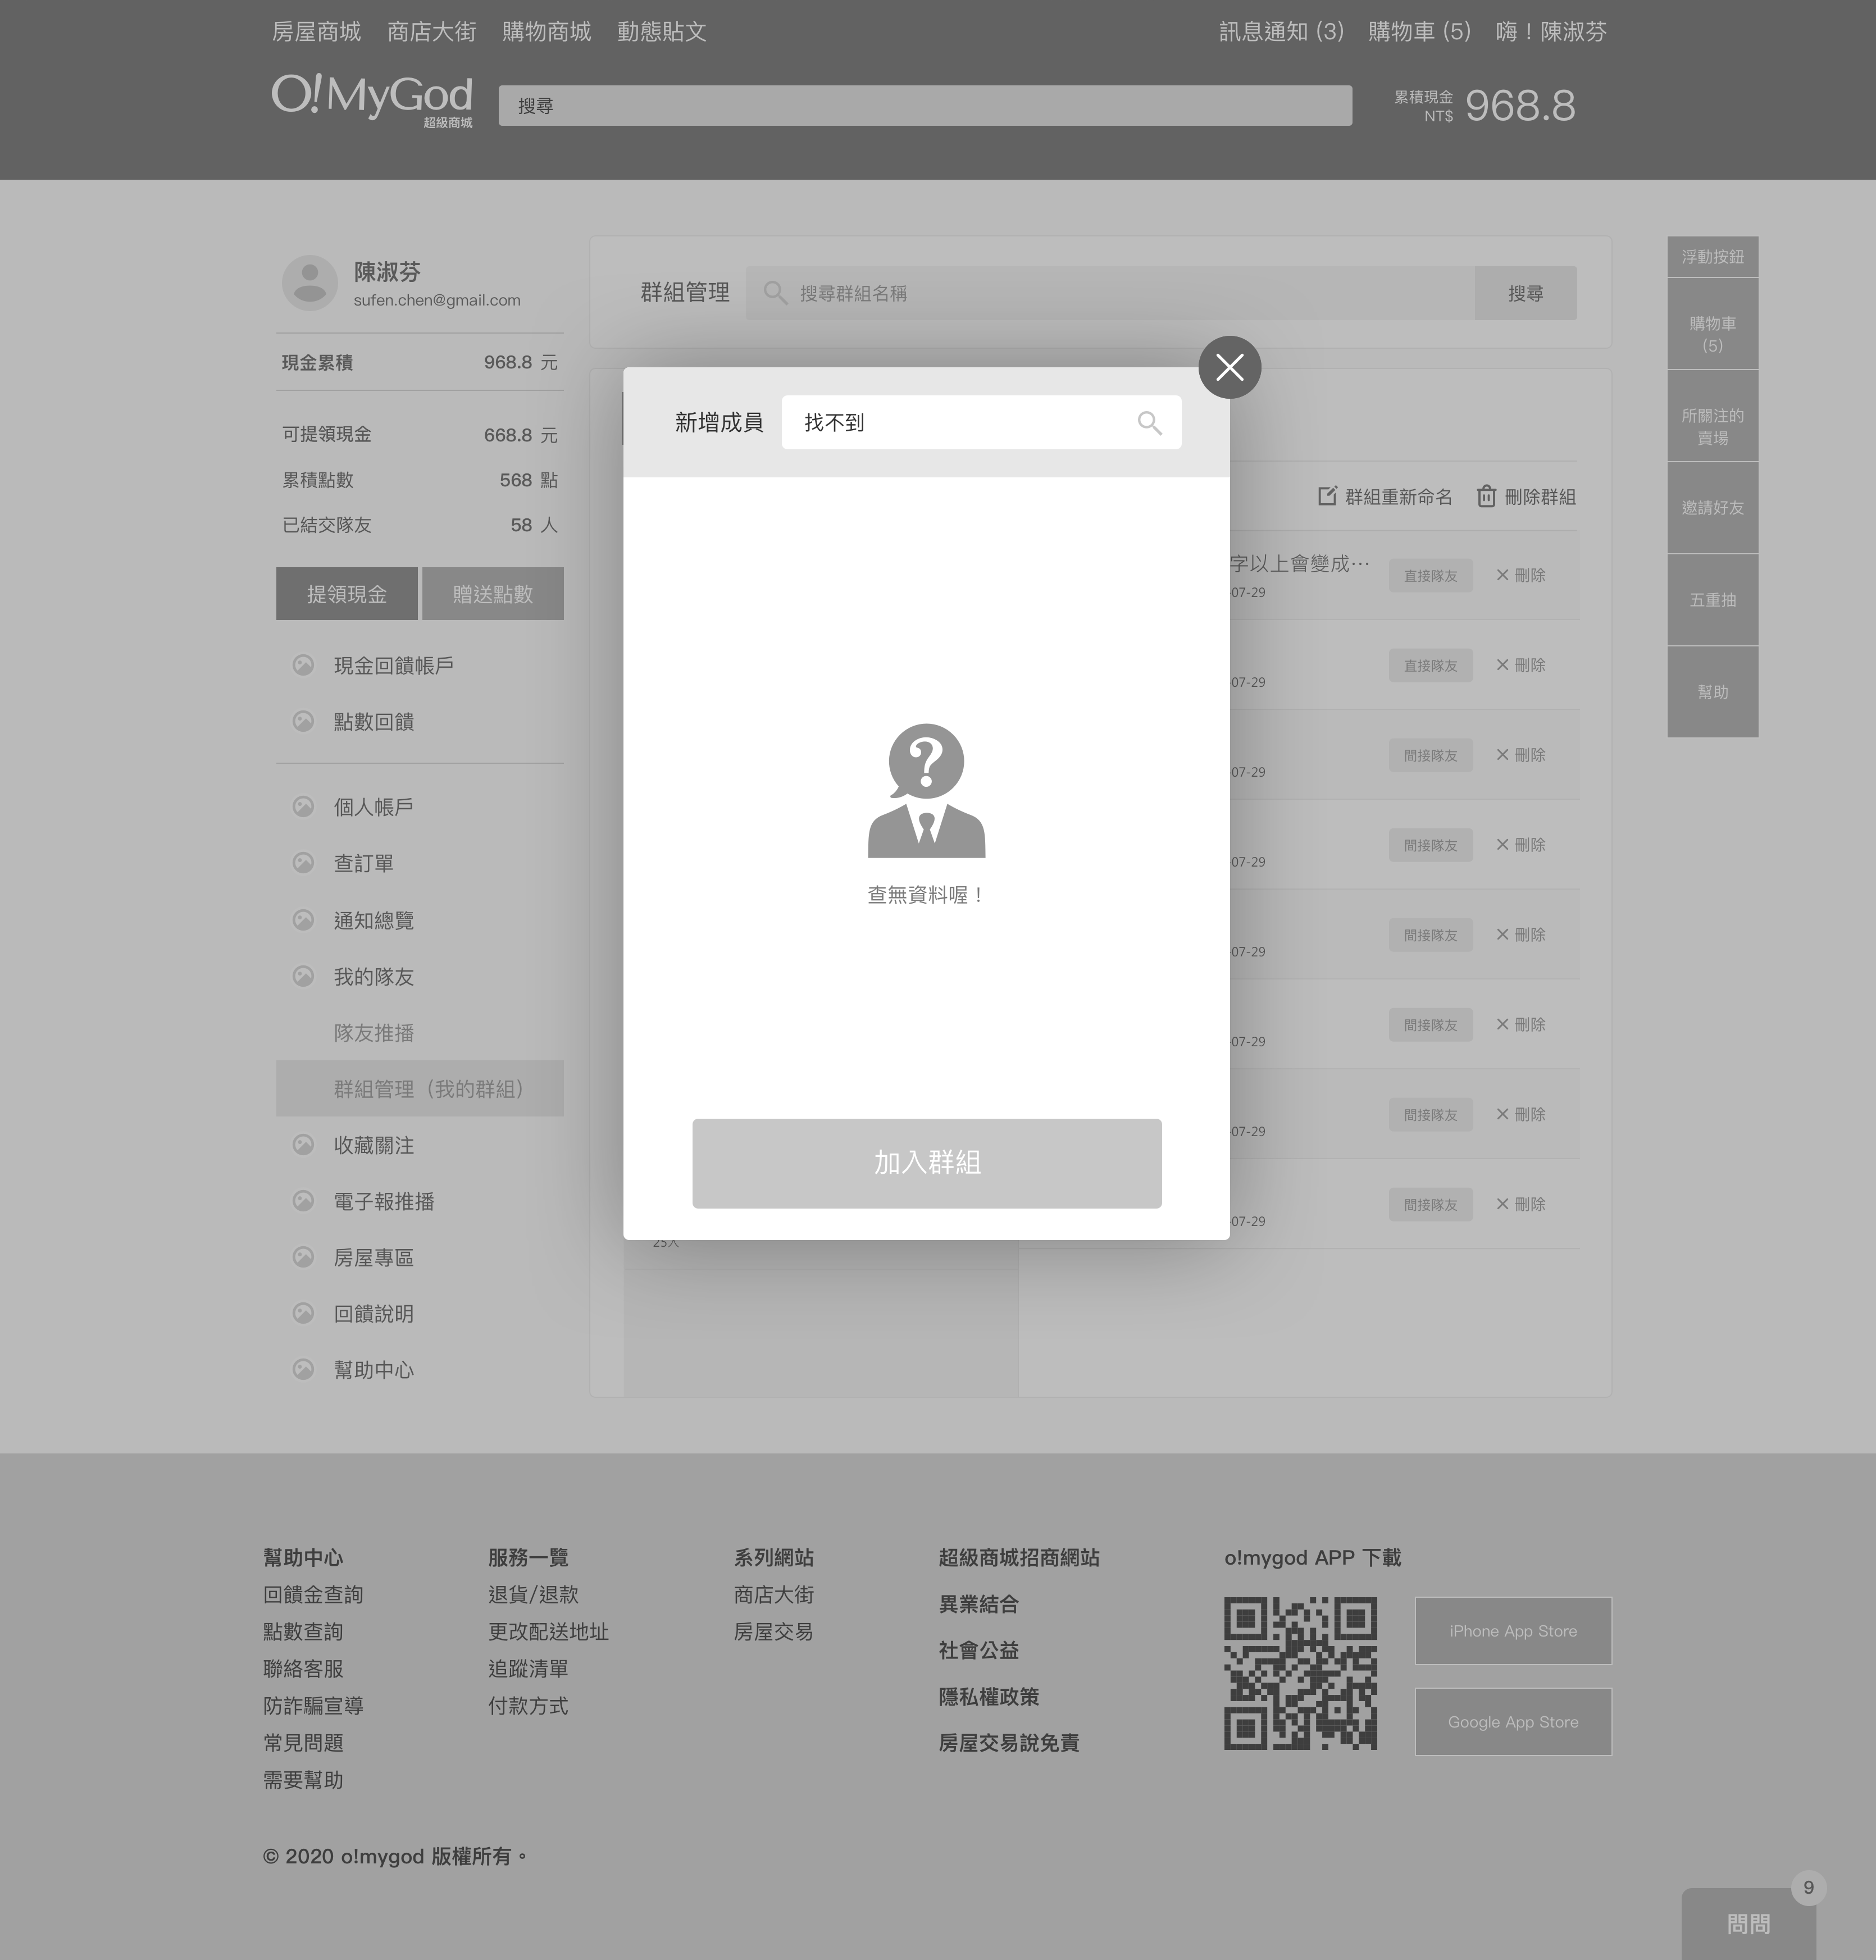 房屋商城 商店大街 購物商城 動態貼文 訊息通知 (3) 購物車 (5) 嗨！陳淑芬
O!MyGod
超級商城
搜尋
累積現金
NT$
968.8
陳淑芬
sufen.chen@gmail.com
現金累積 968.8 元
可提領現金 668.8 元
累積點數 568 點
已結交隊友 58 人
提領現金 贈送點數
現金回饋帳戶
點數回饋
個人帳戶
查訂單
通知總覽
我的隊友
隊友推播
群組管理（我的群組）
收藏關注
電子報推播
房屋專區
回饋說明
幫助中心
群組管理 搜尋群組名稱 搜尋
新增成員 找不到
查無資料喔！
加入群組
群組重新命名 刪除群組
字以上會變成⋯
07-29 直接隊友 刪除
07-29 直接隊友 刪除
07-29 間接隊友 刪除
07-29 間接隊友 刪除
07-29 間接隊友 刪除
07-29 間接隊友 刪除
07-29 間接隊友 刪除
07-29 間接隊友 刪除
浮動按鈕
購物車
(5)
所關注的
賣場
邀請好友
五重抽
幫助
幫助中心
回饋金查詢
點數查詢
聯絡客服
防詐騙宣導
常見問題
需要幫助
服務一覽
退貨/退款
更改配送地址
追蹤清單
付款方式
系列網站
商店大街
房屋交易
超級商城招商網站
異業結合
社會公益
隱私權政策
房屋交易說免責
o!mygod APP 下載
iPhone App Store
Google App Store
© 2020 o!mygod 版權所有。
9
問問